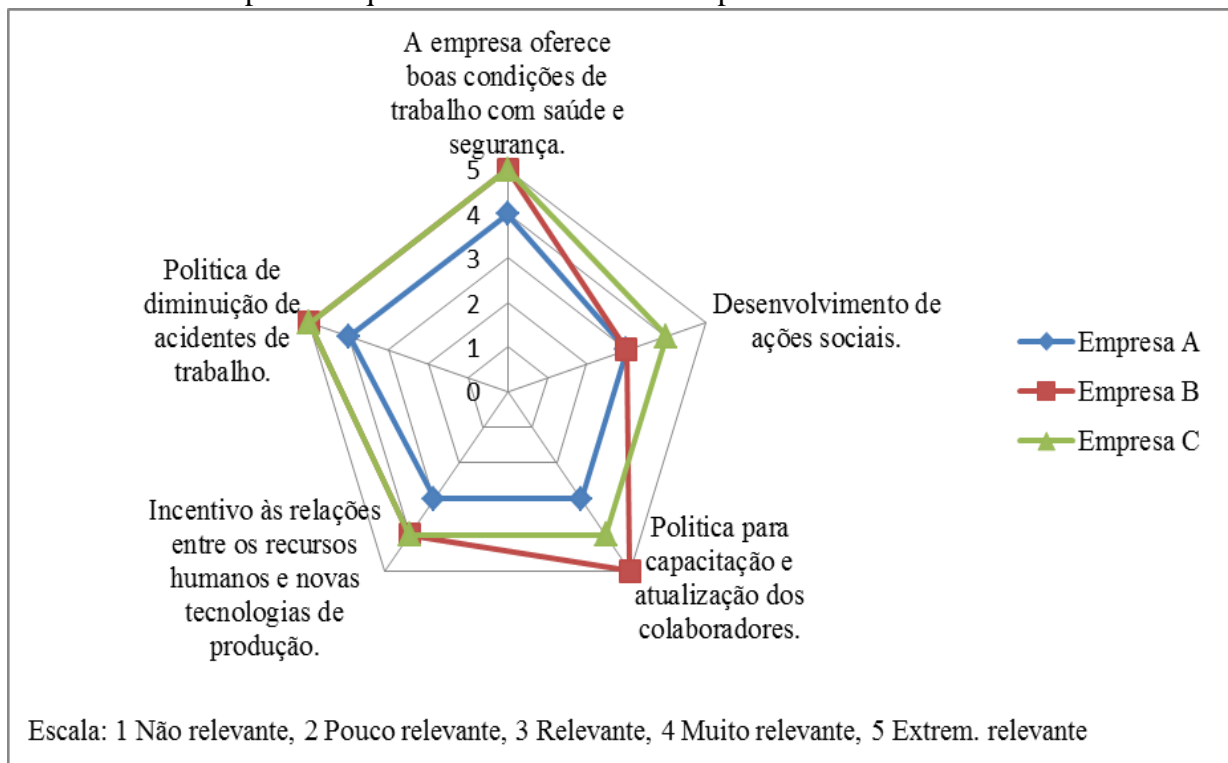 A empresa oferece
boas condições de
trabalho com saúde e
segurança.
5
4
3
2
1
0
Desenvolvimento de
ações sociais.
Politica para
capacitação e
atualização dos
colaboradores.
Incentivo às relações
entre os recursos
humanos e novas
tecnologias de
produção.
Politica de
diminuição de
acidentes de
trabalho.
Empresa A
Empresa B
Empresa C
Escala: 1 Não relevante, 2 Pouco relevante, 3 Relevante, 4 Muito relevante, 5 Extrem. relevante